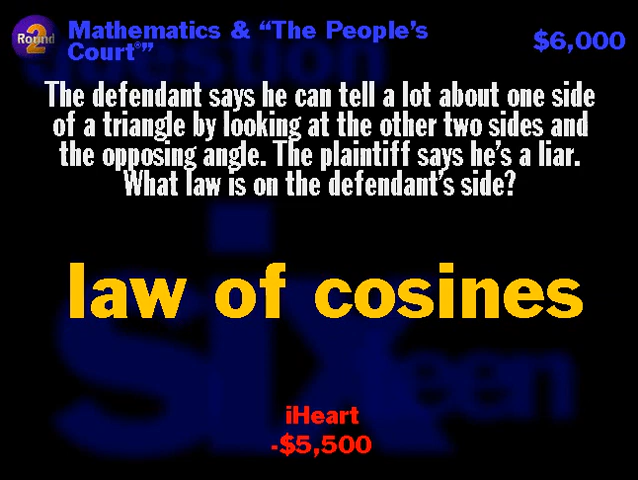 Round 2
Mathematics & “The People’s
Court®”
$6,000
question
The defendant says he can tell a lot about one side
of a triangle by looking at the other two sides and
the opposing angle. The plaintiff says he’s a liar.
What law is on the defendant’s side?
law of cosines
sixteen
iHeart
-$5,500